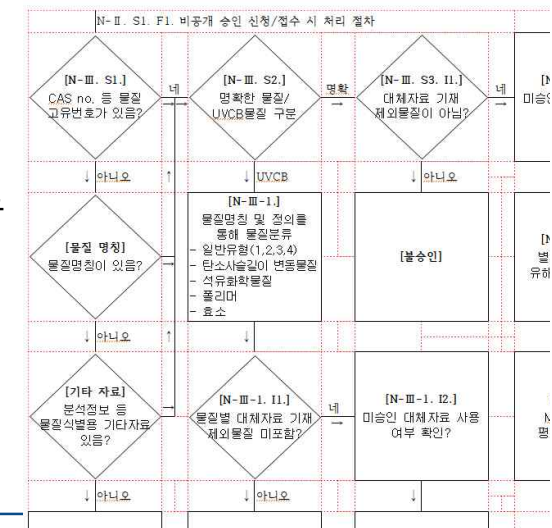 N-Ⅱ. S1. F1. 비공개 승인 신청/접수 시 처리 절차
[N-Ⅲ. S1.]
CAS no. 등 물질
고유번호가 있음?
네
→
[N-Ⅲ. S2.]
명확한 물질/
UVCB물질 구분
명확
→
[N-Ⅲ. S3. I1.]
대체자료 기재
제외물질이 아님?
네
→
[N
미승인
↓ 아니오
↑
↓ UVCB
↓ 아니오
[물질 명칭]
물질명칭이 있음?
→
[N-Ⅲ-1.]
물질명칭 및 정의를
통해 물질분류
- 일반유형(1,2,3,4)
- 탄소사슬길이 변동물질
- 석유화학물질
- 폴리머
- 효소
[불승인]
[N
별
유해
↓ 아니오
↑
↓
[기타 자료]
분석정보 등
물질식별용 기타자료
있음?
→
[N-Ⅲ-1. I1.]
물질별 대체자료 기재
제외물질 미포함?
네
→
[N-Ⅲ-1. I2.]
미승인 대체자료 사용
여부 확인?
명
↓ 아니오
↓ 아니오
↓